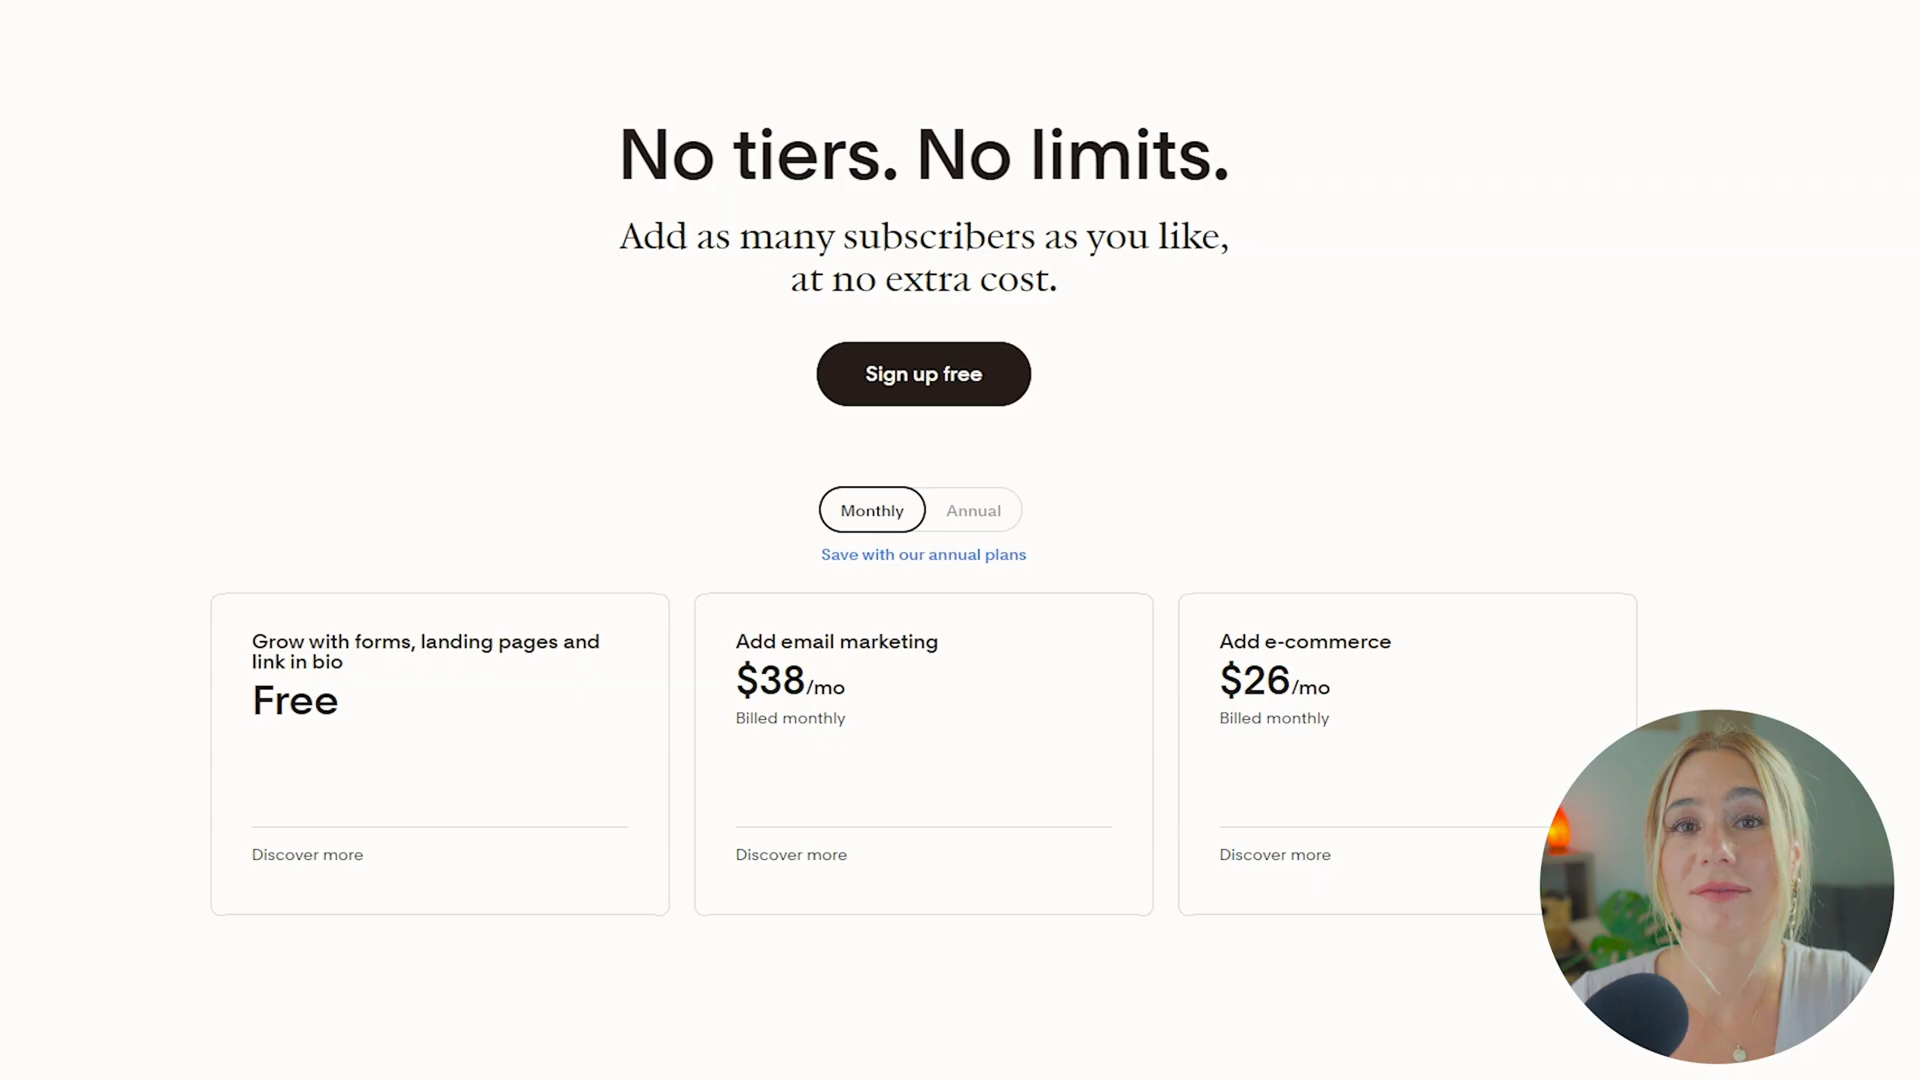 No tiers. No limits.
Add as many subscribers as you like,
at no extra cost.
Sign up free
Monthly Annual
Save with our annual plans
Grow with forms, landing pages and
link in bio
Free
Discover more
Add email marketing
$38/mo
Billed monthly
Discover more
Add e-commerce
$26/mo
Billed monthly
Discover more